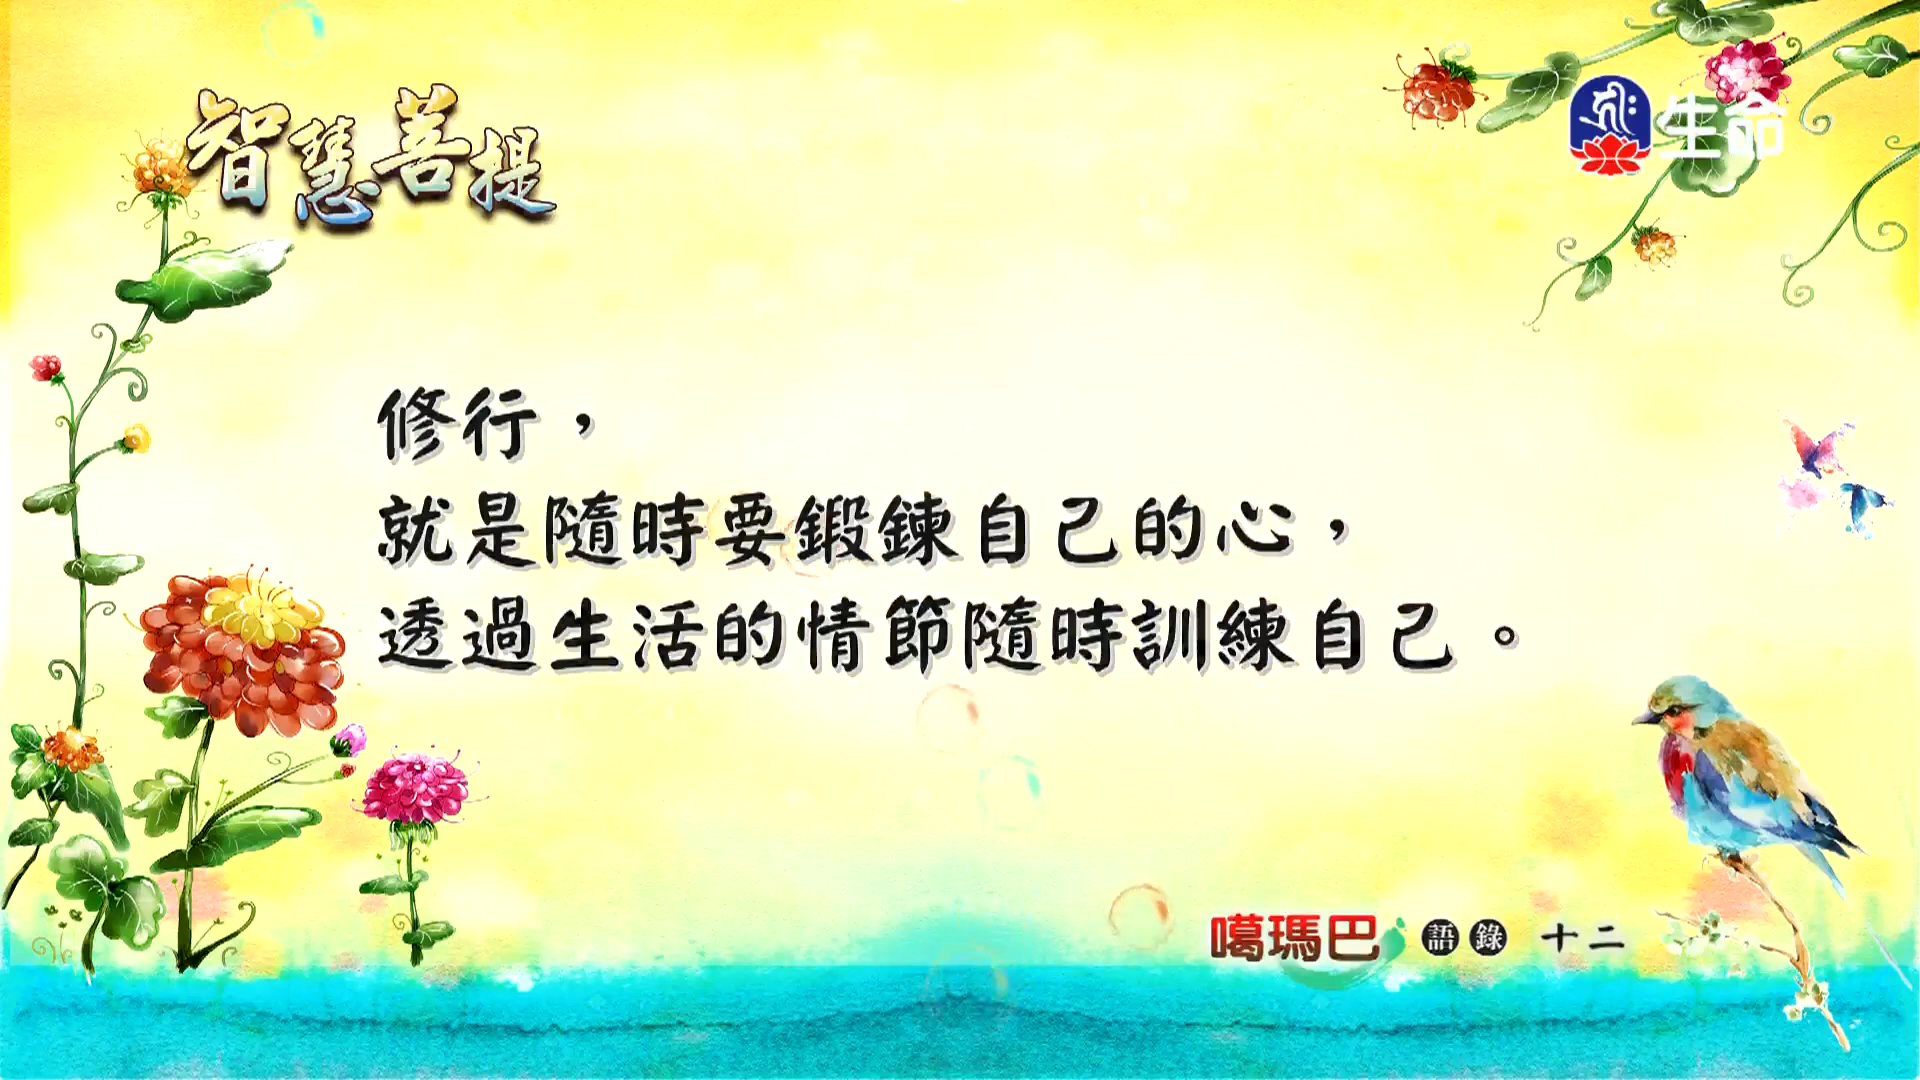 智慧菩提
生命
修行，
就是隨時要鍛鍊自己的心，
透過生活的情節隨時訓練自己。
噶瑪巴 語錄 十二